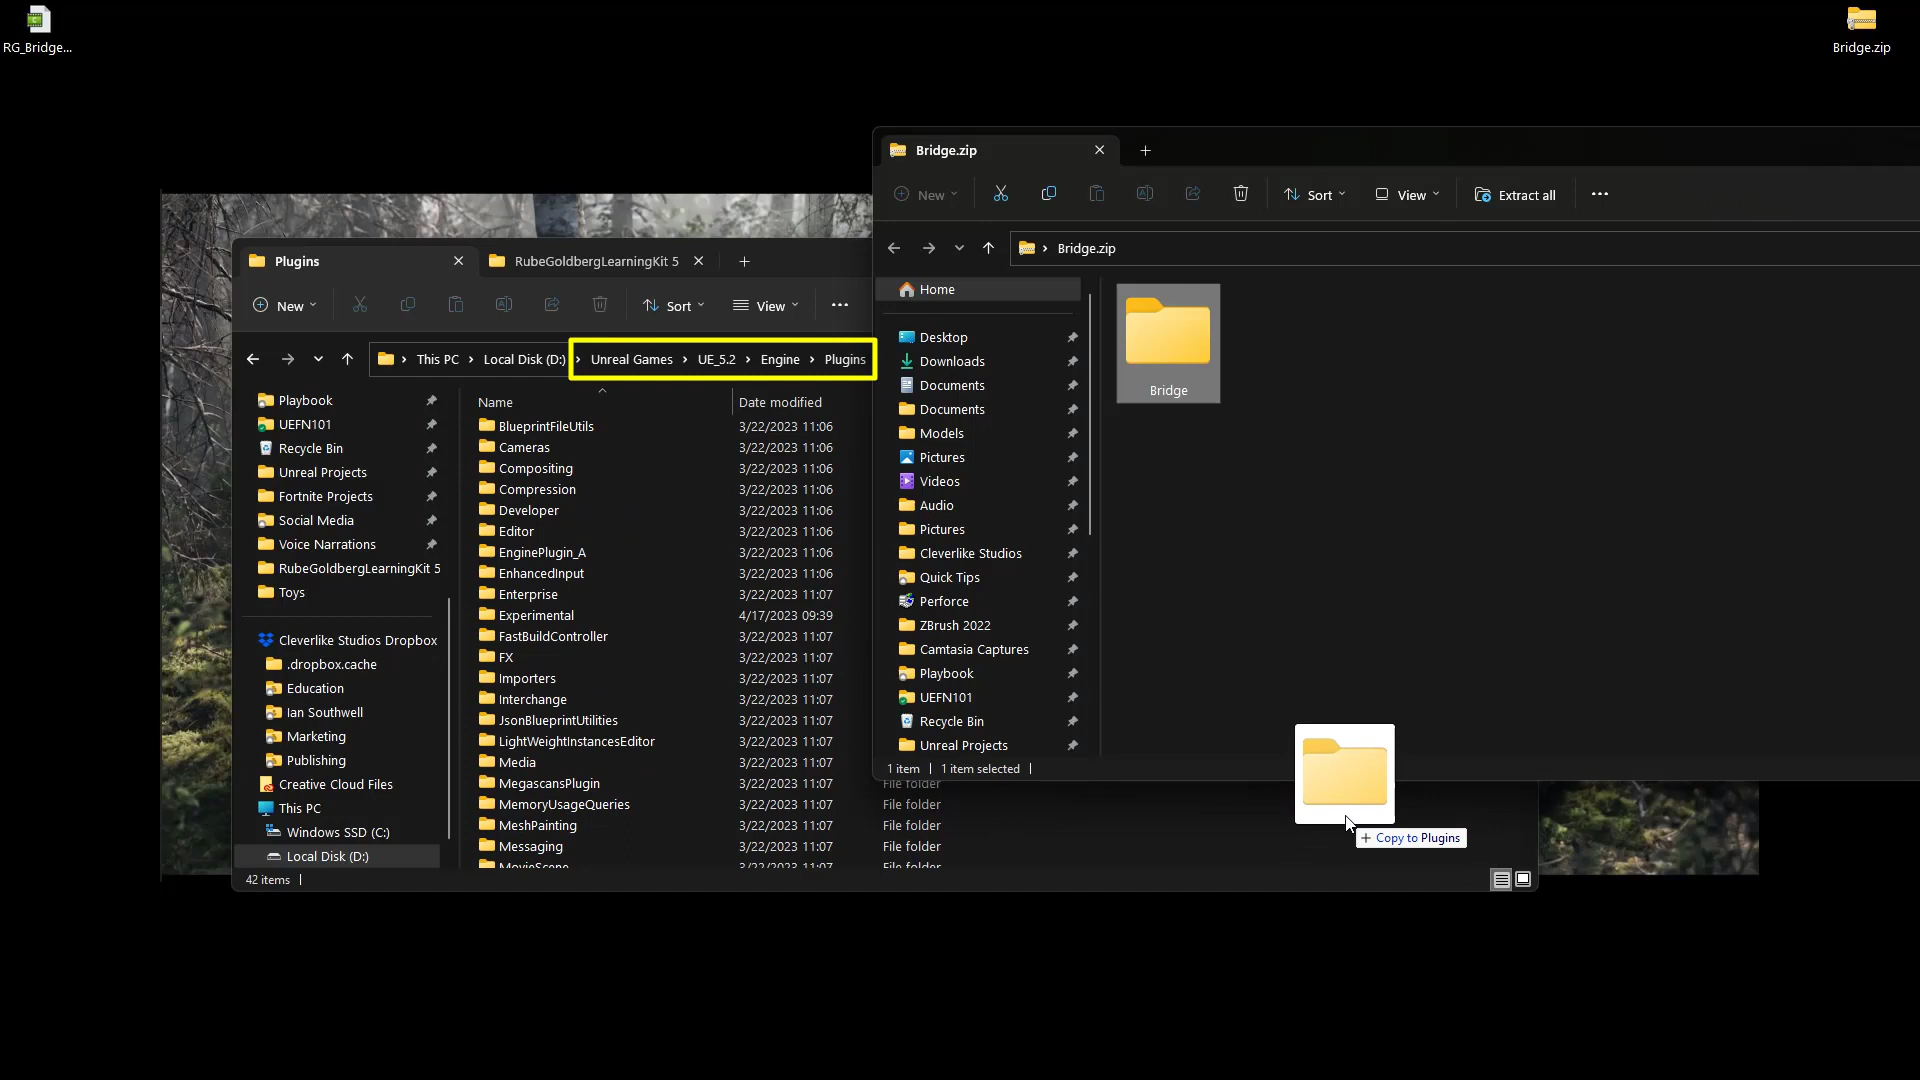 RG_Bridge...
Bridge.zip
Bridge.zip
New
Sort
View
Extract all
Bridge.zip
Home
Desktop
Downloads
Documents
Documents
Models
Pictures
Videos
Audio
Pictures
Cleverlike Studios
Quick Tips
Perforce
ZBrush 2022
Camtasia Captures
Playbook
UEFN101
Recycle Bin
Unreal Projects
1 item
1 item selected
Bridge
Plugins
RubeGoldbergLearningKit 5
New
Sort
View
This PC > Local Disk (D:) > Unreal Games > UE_5.2 > Engine > Plugins
Playbook
UEFN101
Recycle Bin
Unreal Projects
Fortnite Projects
Social Media
Voice Narrations
RubeGoldbergLearningKit 5
Toys
Cleverlike Studios Dropbox
.dropbox.cache
Education
Ian Southwell
Marketing
Publishing
Creative Cloud Files
This PC
Windows SSD (C:)
Local Disk (D:)
Name Date modified
BlueprintFileUtils 3/22/2023 11:06
Cameras 3/22/2023 11:06
Compositing 3/22/2023 11:06
Compression 3/22/2023 11:06
Developer 3/22/2023 11:06
Editor 3/22/2023 11:06
EnginePlugin_A 3/22/2023 11:06
EnhancedInput 3/22/2023 11:06
Enterprise 3/22/2023 11:07
Experimental 4/17/2023 09:39
FastBuildController 3/22/2023 11:07
FX 3/22/2023 11:07
Importers 3/22/2023 11:07
Interchange 3/22/2023 11:07
JsonBlueprintUtilities 3/22/2023 11:07
LightWeightInstancesEditor 3/22/2023 11:07
Media 3/22/2023 11:07
MegascansPlugin 3/22/2023 11:07 File folder
MemoryUsageQueries 3/22/2023 11:07 File folder
MeshPainting 3/22/2023 11:07 File folder
Messaging 3/22/2023 11:07 File folder
MovieScene 3/22/2023 11:07 File folder
42 items
+ Copy to Plugins